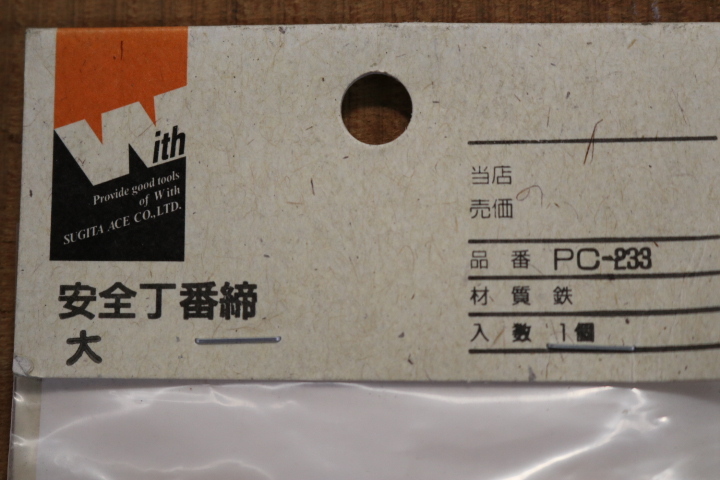 With
Provide good tools
of With
SUGITA ACE CO.,LTD.
安全丁番締
大
当店
売価
品番 PC-233
材質 鉄
入数 1個